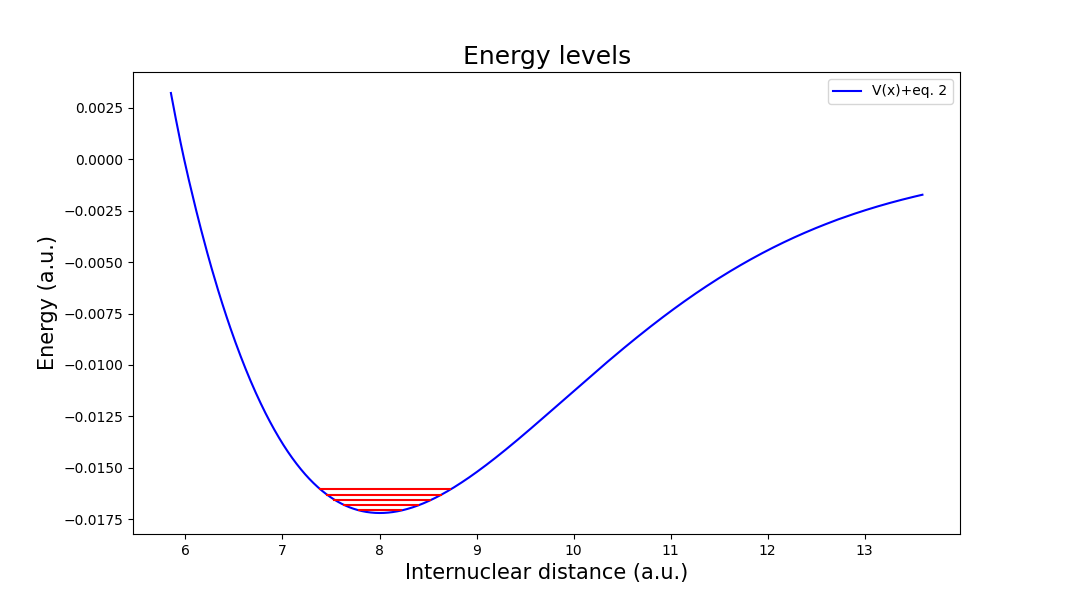 Energy levels
V(x)+eq. 2
Energy (a.u.)
0.0025
0.0000
−0.0025
−0.0050
−0.0075
−0.0100
−0.0125
−0.0150
−0.0175
6 7 8 9 10 11 12 13
Internuclear distance (a.u.)